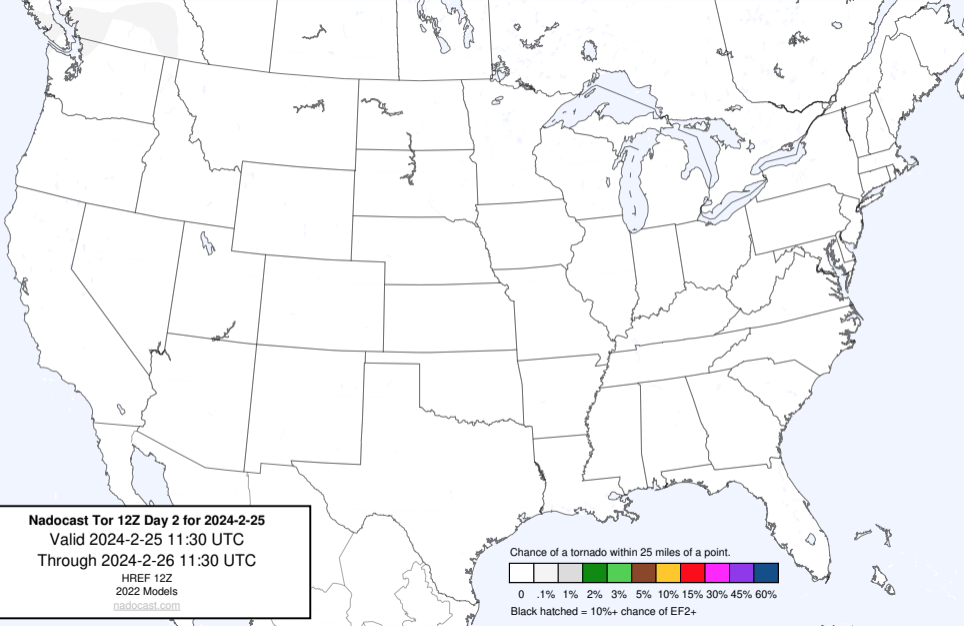 Nadocast Tor 12Z Day 2 for 2024-2-25
Valid 2024-2-25 11:30 UTC
Through 2024-2-26 11:30 UTC
HREF 12Z
2022 Models
nadocast.com
Chance of a tornado within 25 miles of a point.
0 .1% 1% 2% 3% 5% 10% 15% 30% 45% 60%
Black hatched = 10%+ chance of EF2+